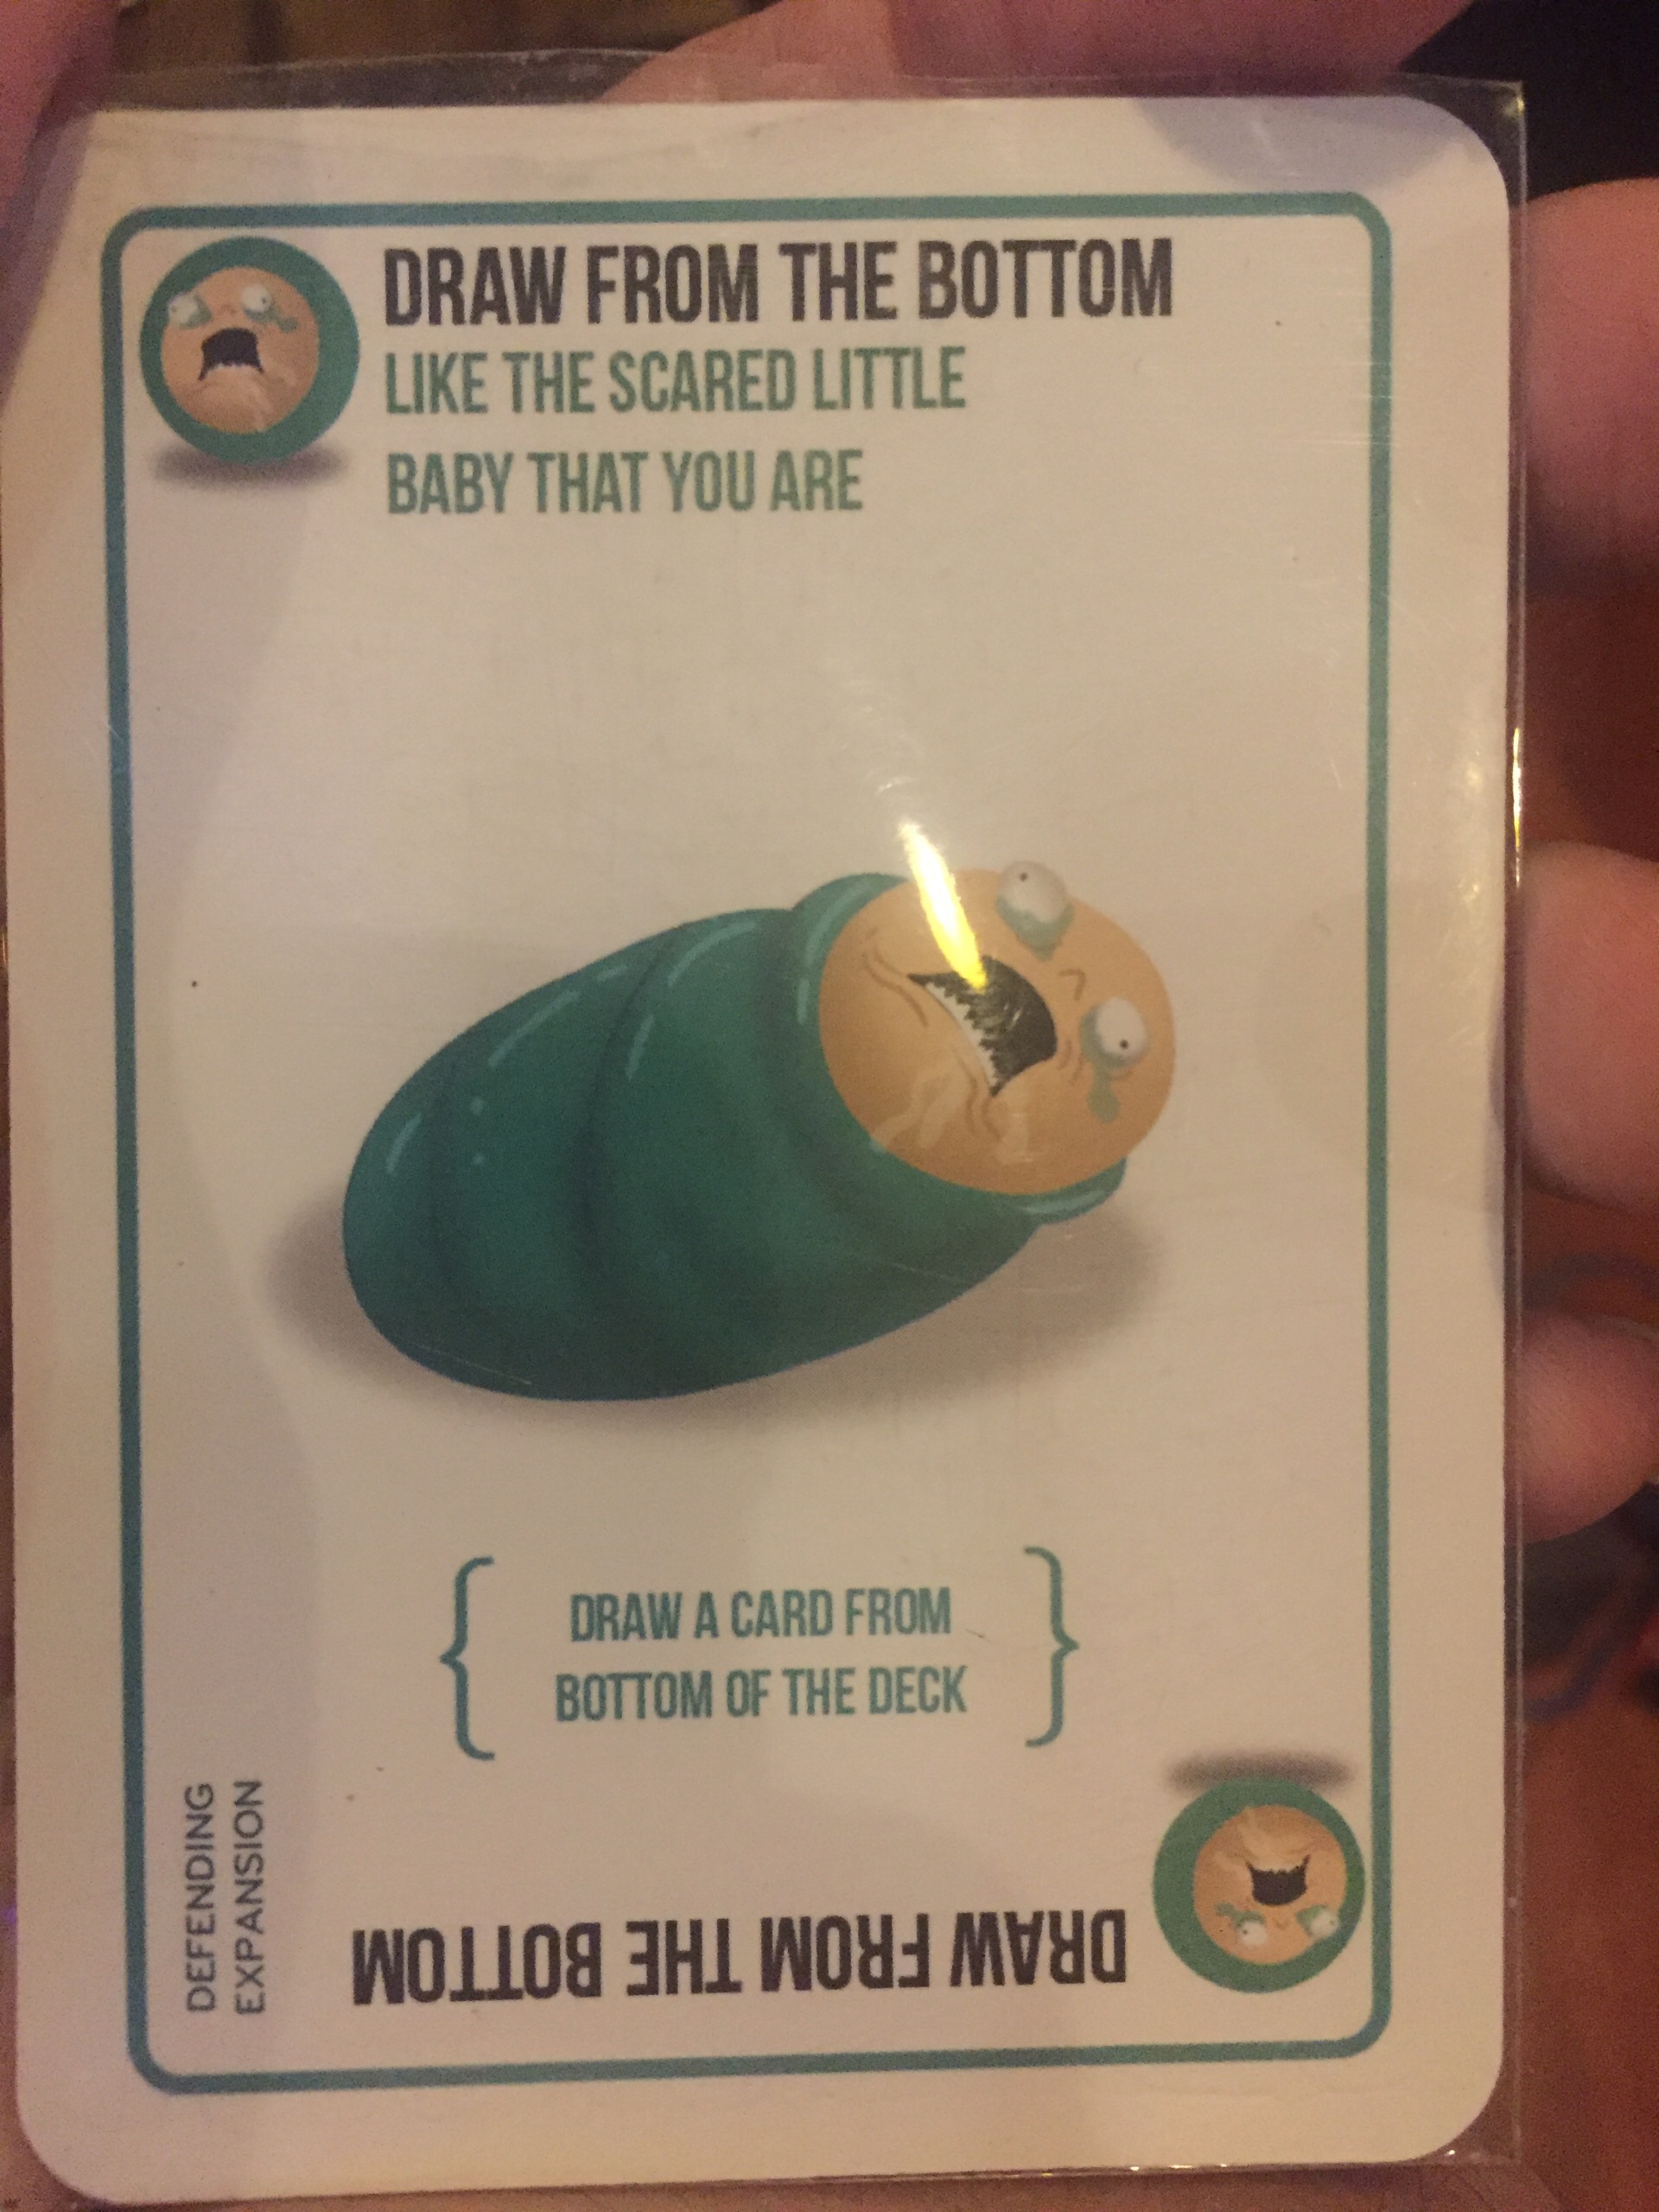 DRAW FROM THE BOTTOM
LIKE THE SCARED LITTLE
BABY THAT YOU ARE
{ DRAW A CARD FROM
BOTTOM OF THE DECK }
DEFENDING
EXPANSION
DRAW FROM THE BOTTOM